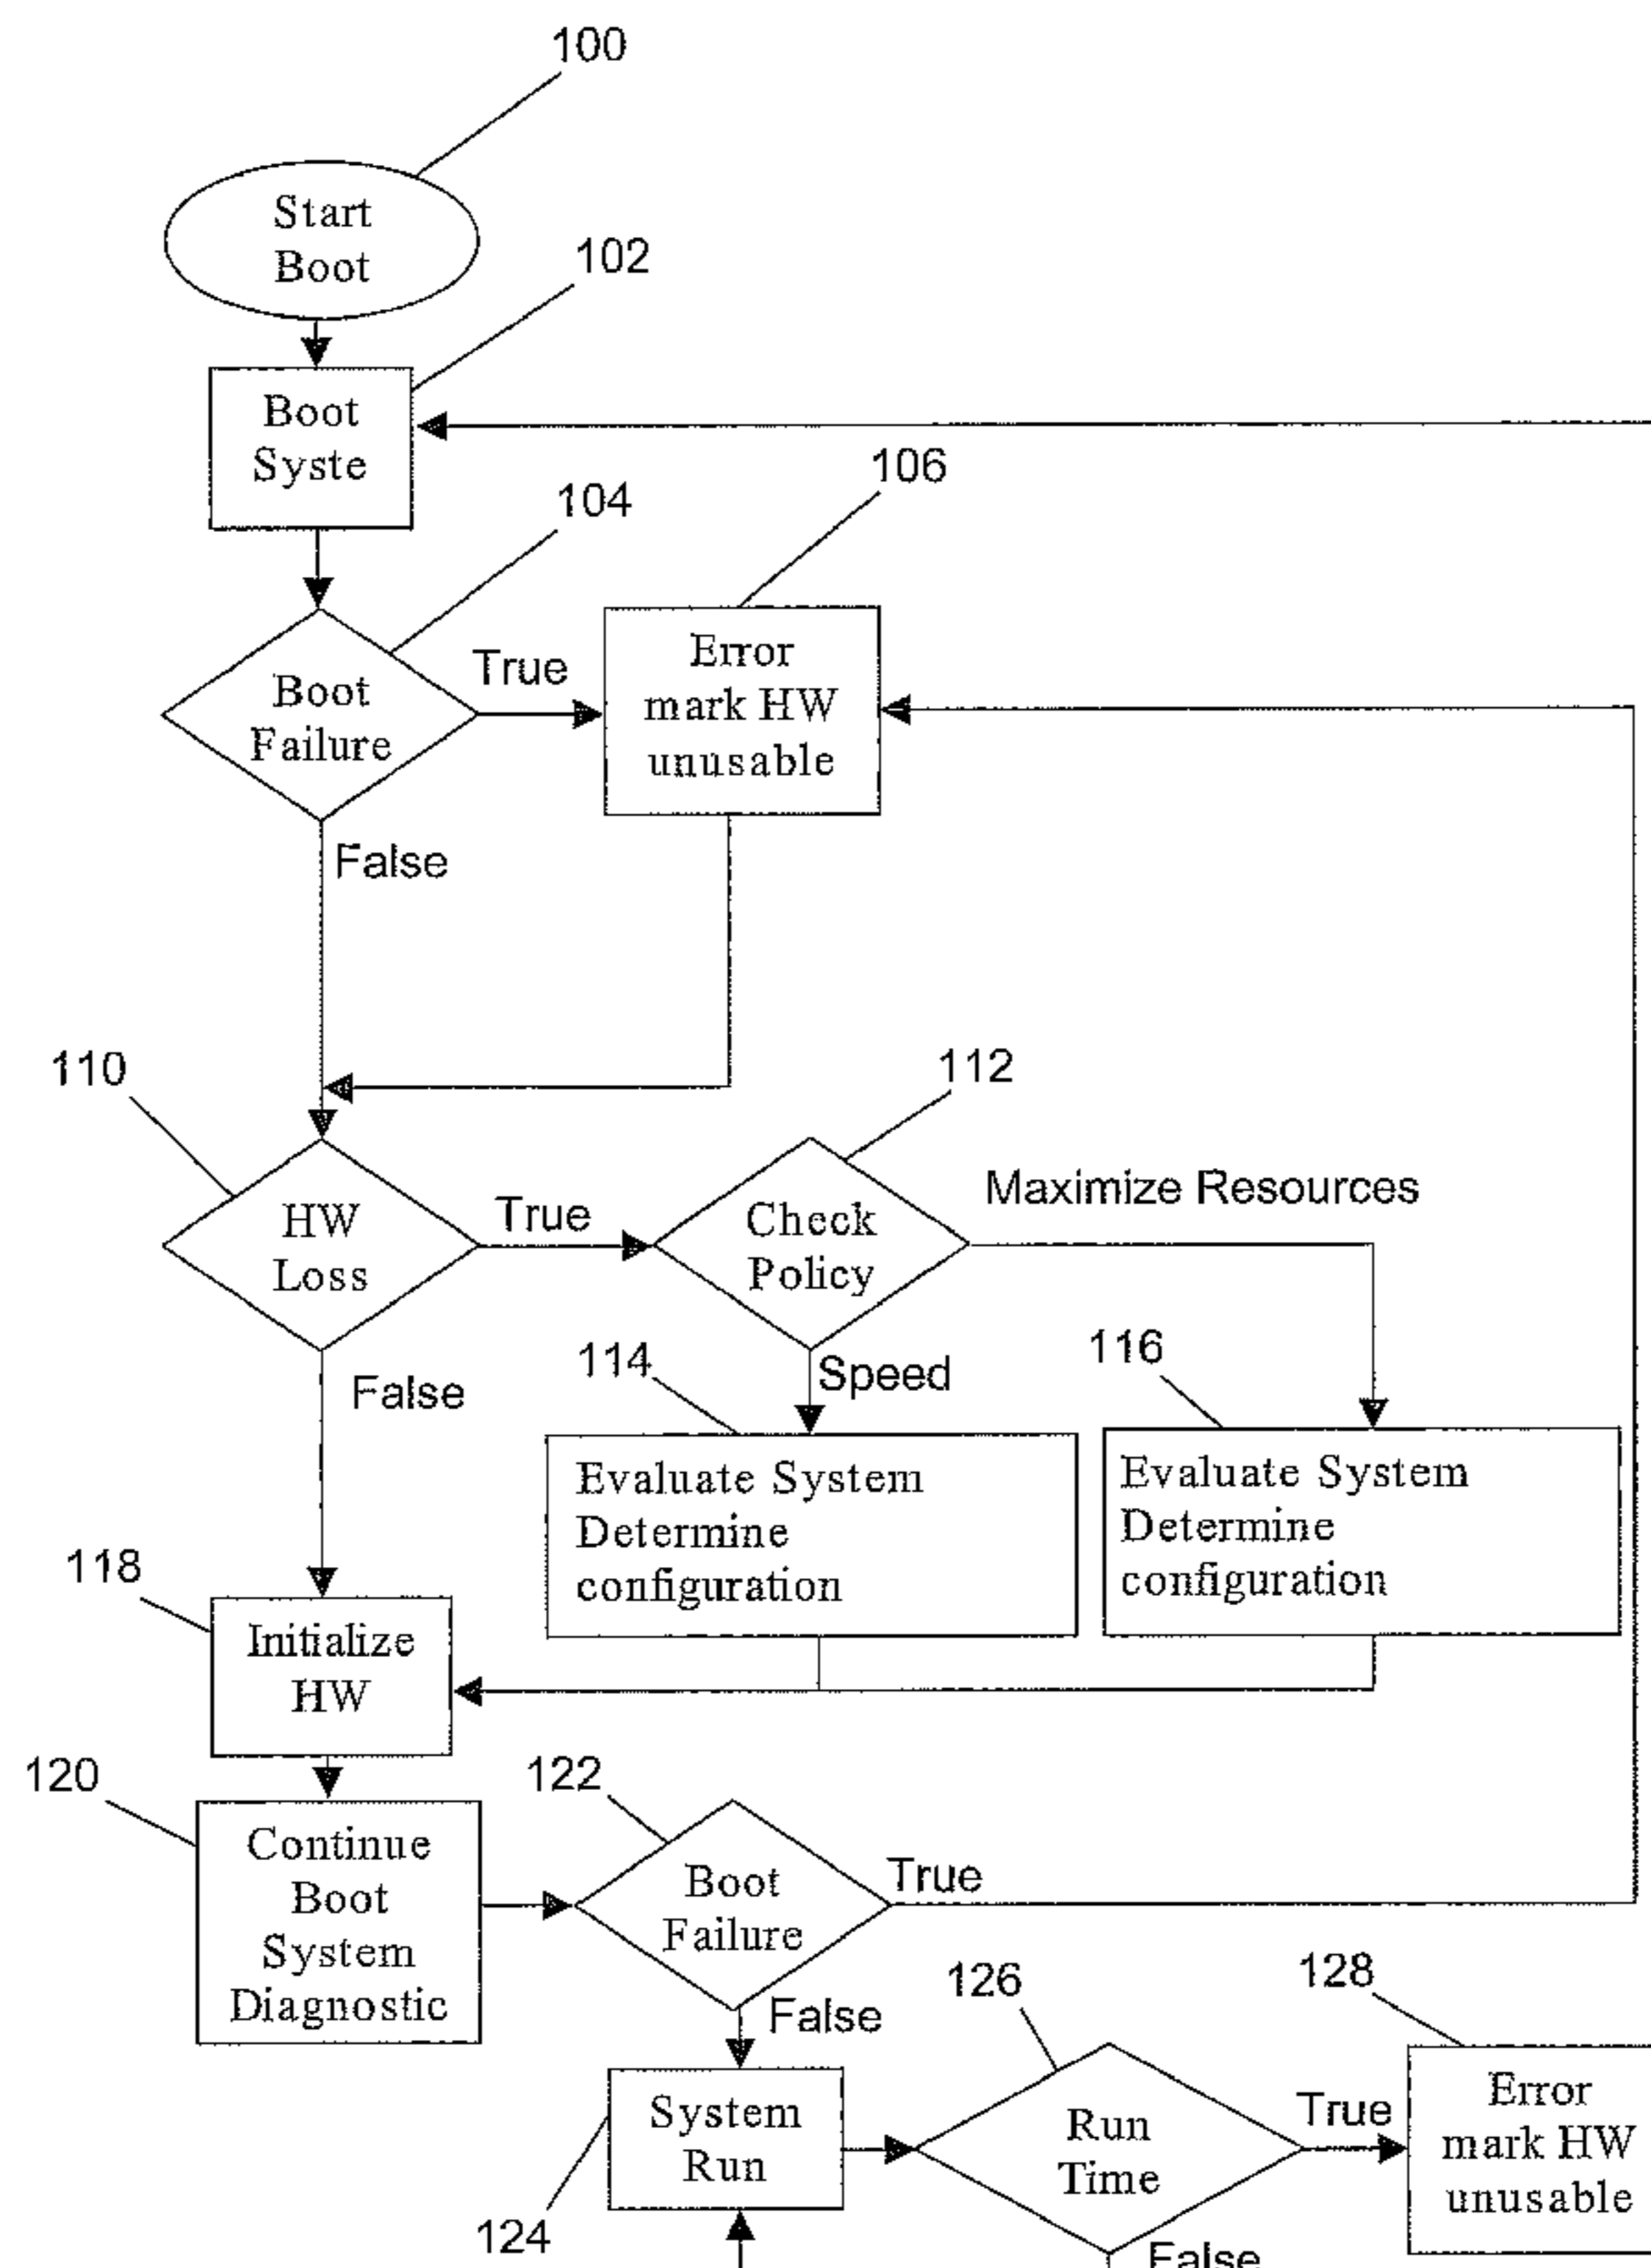 100
Start
Boot
102
Boot
Syste
104
106
Boot
Failure
True
Error
mark HW
unusable
False
110
112
HW
Loss
True
Check
Policy
Maximize Resources
False
114
Speed
116
Evaluate System
Determine
configuration
Evaluate System
Determine
configuration
118
Initialize
HW
120
122
Continue
Boot
System
Diagnostic
Boot
Failure
True
False
126
128
System
Run
124
Run
Time
True
Error
mark HW
unusable
False